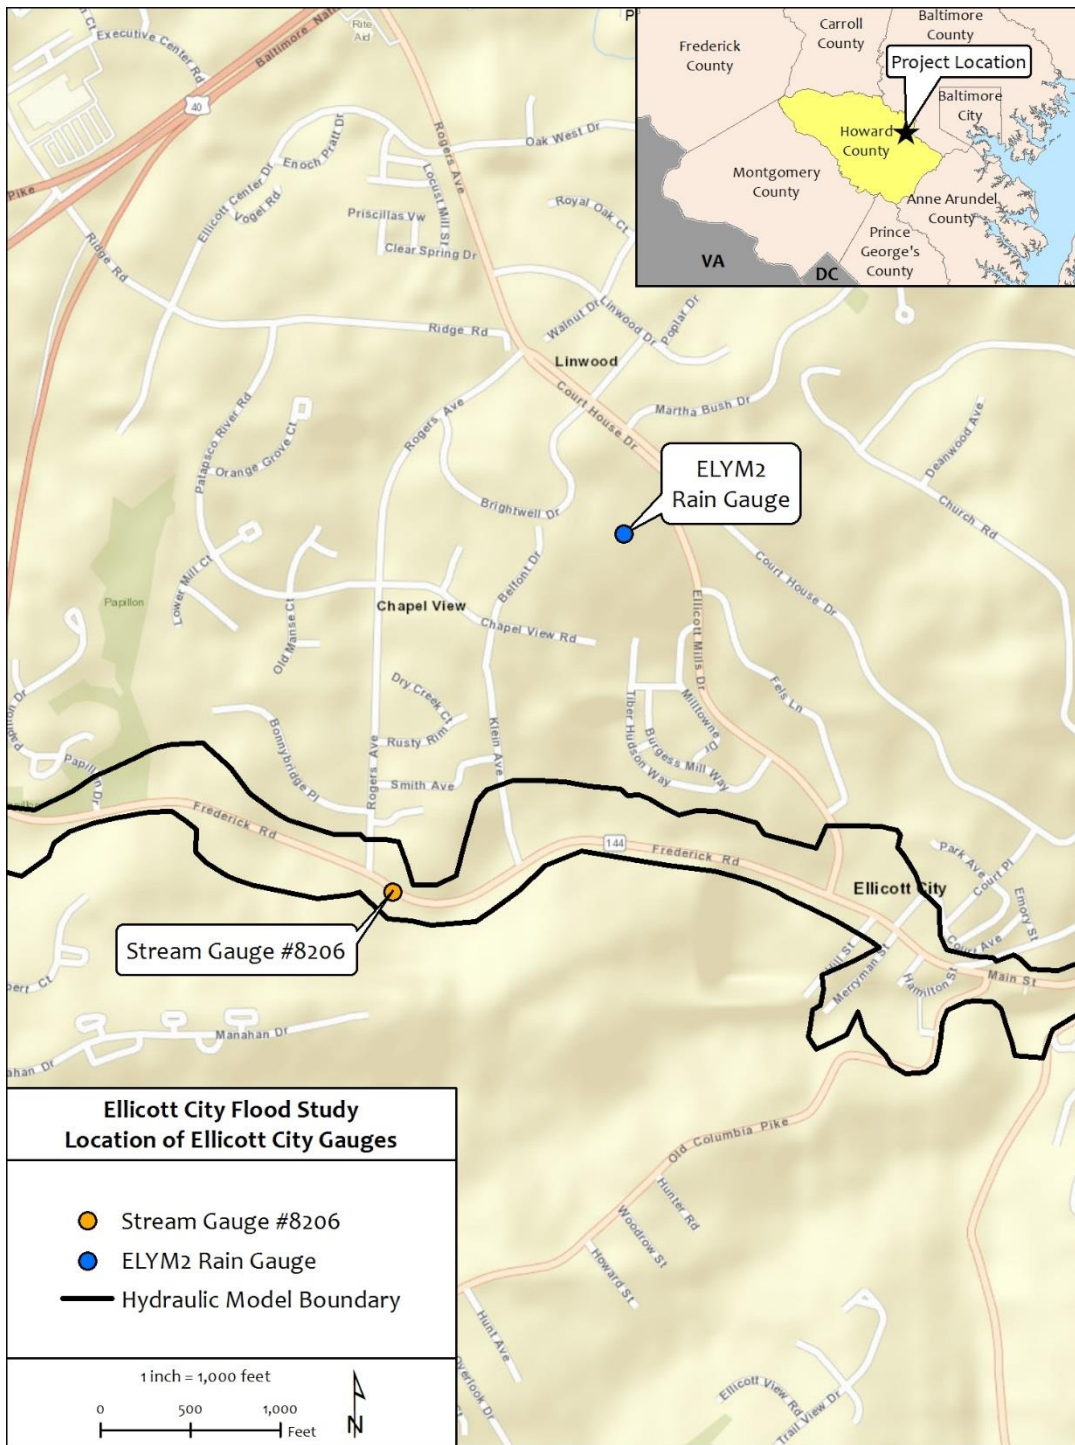 Executive Center Rd
Rite
Aid
40
Pike
Rogers Ave
Oak West Dr
Enoch Pratt Dr
Ellicott Center Dr
Vogel Rd
Locust Mill St
Priscillas Vw
Clear Spring Dr
Royal Oak Ct
Ridge Rd
Ridge Rd
Walnut Dr
Linwood Dr
Poplar Dr
Linwood
Court House Dr
Martha Bush Dr
Rogers Ave
Patapsco River Rd
Orange Grove Ct
Brightwell Dr
Deanwood Ave
Church Rd
ELYM2
Rain Gauge
Court House Dr
Belfont Dr
Lower Mill Ct
Papillon
Old Manse Ct
Chapel View
Chapel View Rd
Ellicott Mills Dr
Fels Ln
Dry Creek Ct
Rusty Rim
Bonnybridge Pl
Rogers Ave
Smith Ave
Klein Ave
Tiber Hudson Way
Burgess Mill Way
Milltowne Dr
Papillon Dr
Papillon Dr
Frederick Rd
144
Frederick Rd
Park Ave
Court Pl
Emory St
Ellicott City
Court Ave
Merryman St
Hamilton St
Main St
Stream Gauge #8206
Manahan Dr
Old Columbia Pike
Hunter Rd
Woodrow St
Howard St
Hunt Ave
Overlook Dr
Ellicott View Rd
Trail View Dr
Frederick
County
Carroll
County
Baltimore
County
Project Location
Baltimore
City
Howard
County
Montgomery
County
Anne Arundel
County
Prince
George's
County
VA
DC
Ellicott City Flood Study
Location of Ellicott City Gauges
Stream Gauge #8206
ELYM2 Rain Gauge
Hydraulic Model Boundary
1 inch = 1,000 feet
0 500 1,000
Feet
N